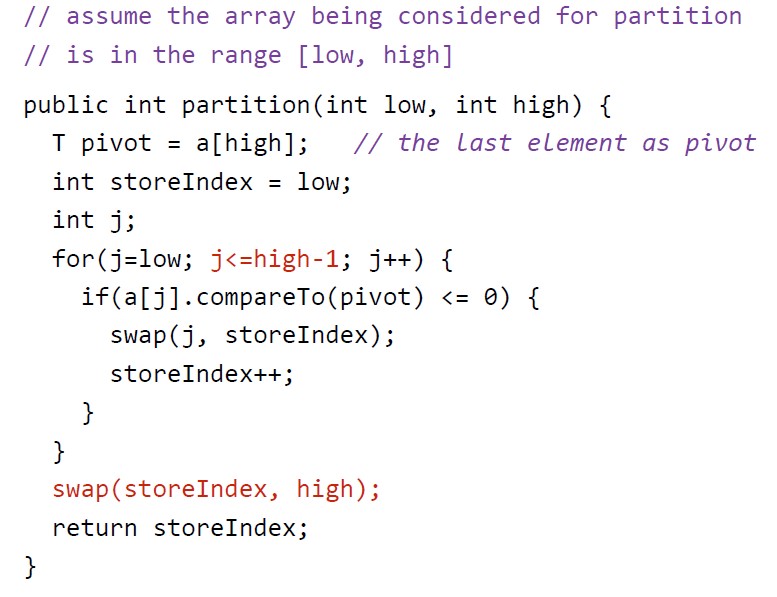 // assume the array being considered for partition
// is in the range [low, high]
public int partition(int low, int high) {
  T pivot = a[high];   // the last element as pivot
  int storeIndex = low;
  int j;
  for(j=low; j<=high-1; j++) {
    if(a[j].compareTo(pivot) <= 0) {
      swap(j, storeIndex);
      storeIndex++;
    }
  }
  swap(storeIndex, high);
  return storeIndex;
}